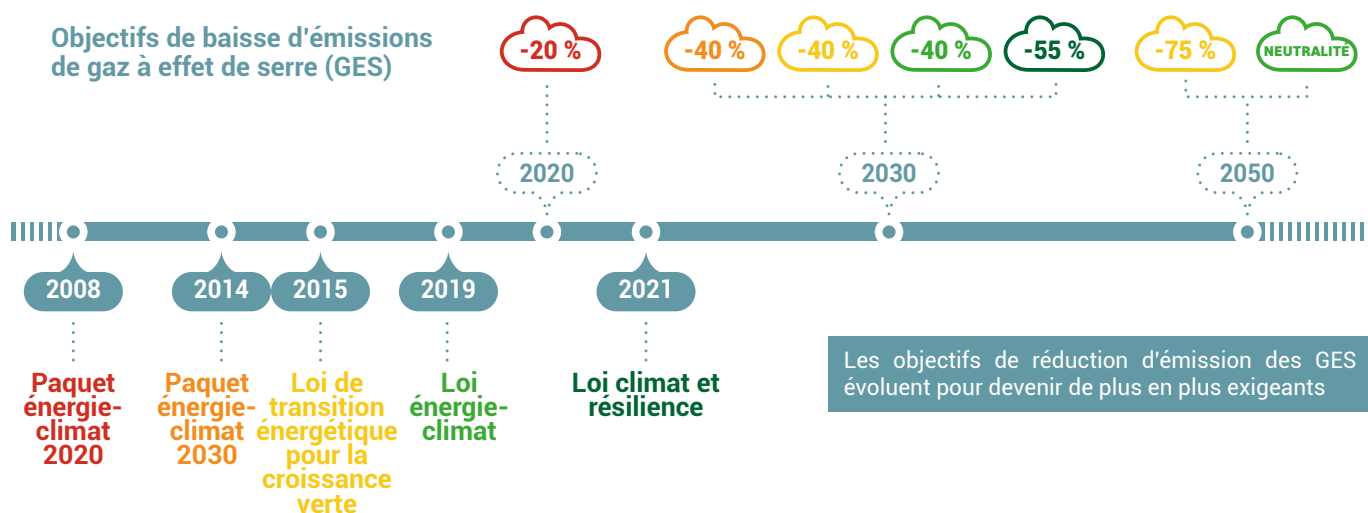 Objectifs de baisse d'émissions
de gaz à effet de serre (GES)
-20 %
-40 %
-40 %
-40 %
-55 %
-75 %
NEUTRALITÉ
2020
2030
2050
2008
2014
2015
2019
2021
Paquet
énergie-
climat
2020
Paquet
énergie-
climat
2030
Loi de
transition
énergétique
pour la
croissance
verte
Loi
énergie-
climat
Loi climat et
résilience
Les objectifs de réduction d'émission des GES
évoluent pour devenir de plus en plus exigeants